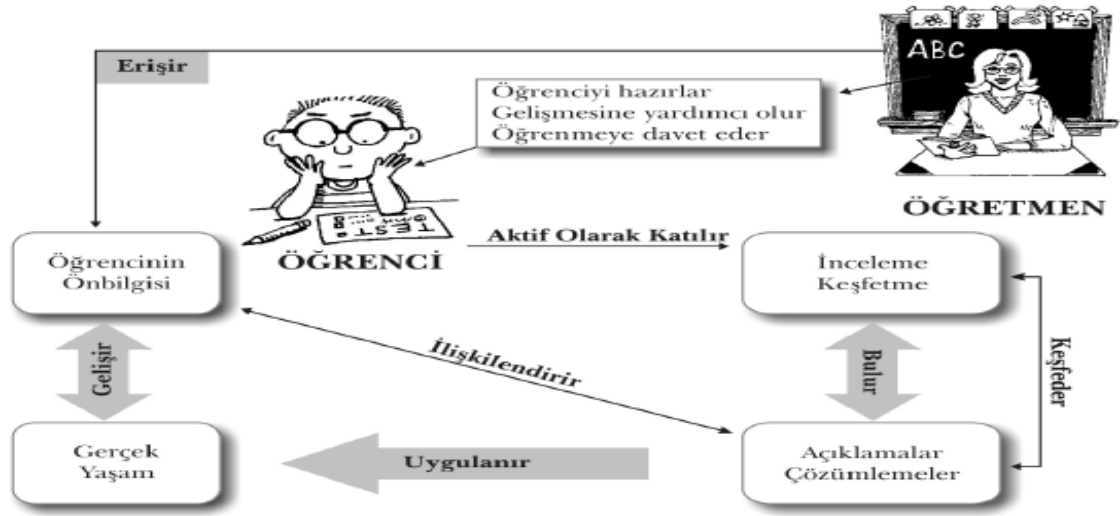 ABC
Erişir
Öğrenciyi hazırlar
Gelişmesine yardımcı olur
Öğrenmeye davet eder
ÖĞRETMEN
TEST
ÖĞRENCİ
Aktif Olarak Katılır
Öğrencinin
Önbilgisi
İnceleme
Keşfetme
İlişkilendirir
Gelişir
Bulur
Keşfeder
Gerçek
Yaşam
Uygulanır
Açıklamalar
Çözümlemeler